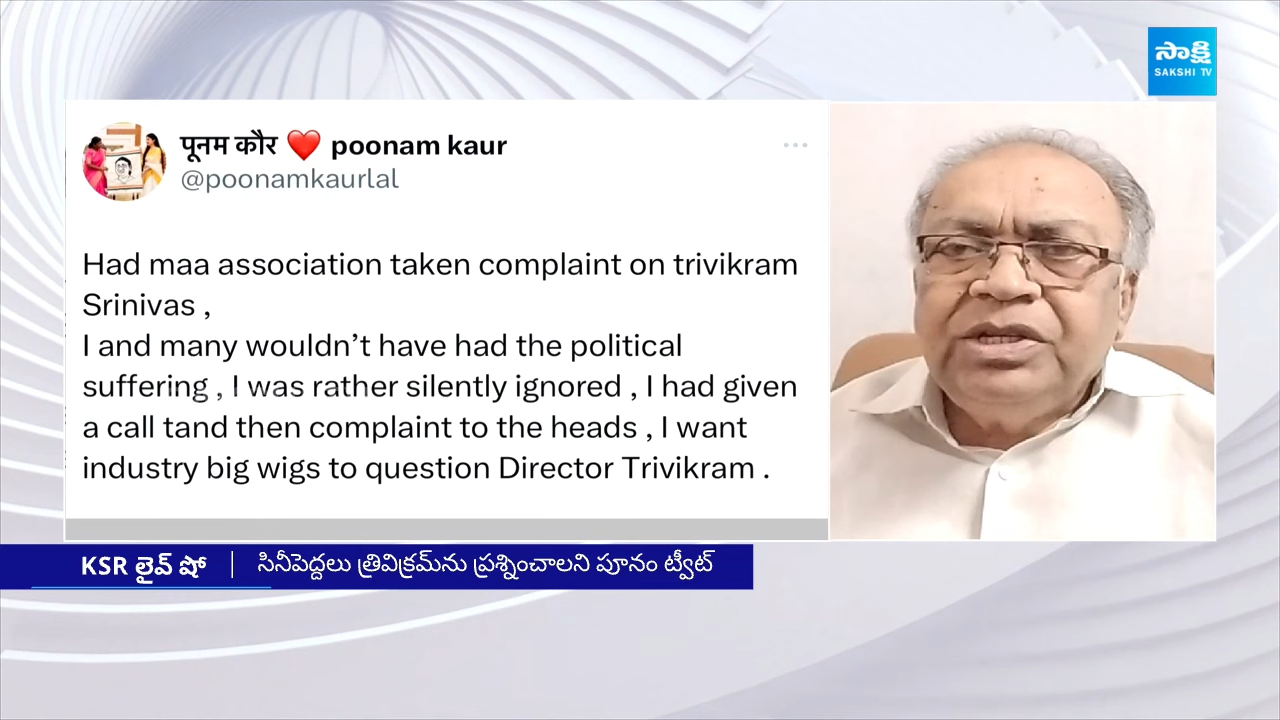 సాక్షి
SAKSHI TV
पूनम कौर ❤️ poonam kaur
@poonamkaurlal
Had maa association taken complaint on trivikram
Srinivas ,
I and many wouldn’t have had the political
suffering , I was rather silently ignored , I had given
a call tand then complaint to the heads , I want
industry big wigs to question Director Trivikram .
KSR లైవ్ షో | సినీపెద్దలు త్రివిక్రమ్‌ను ప్రశ్నించాలని పూనం ట్వీట్